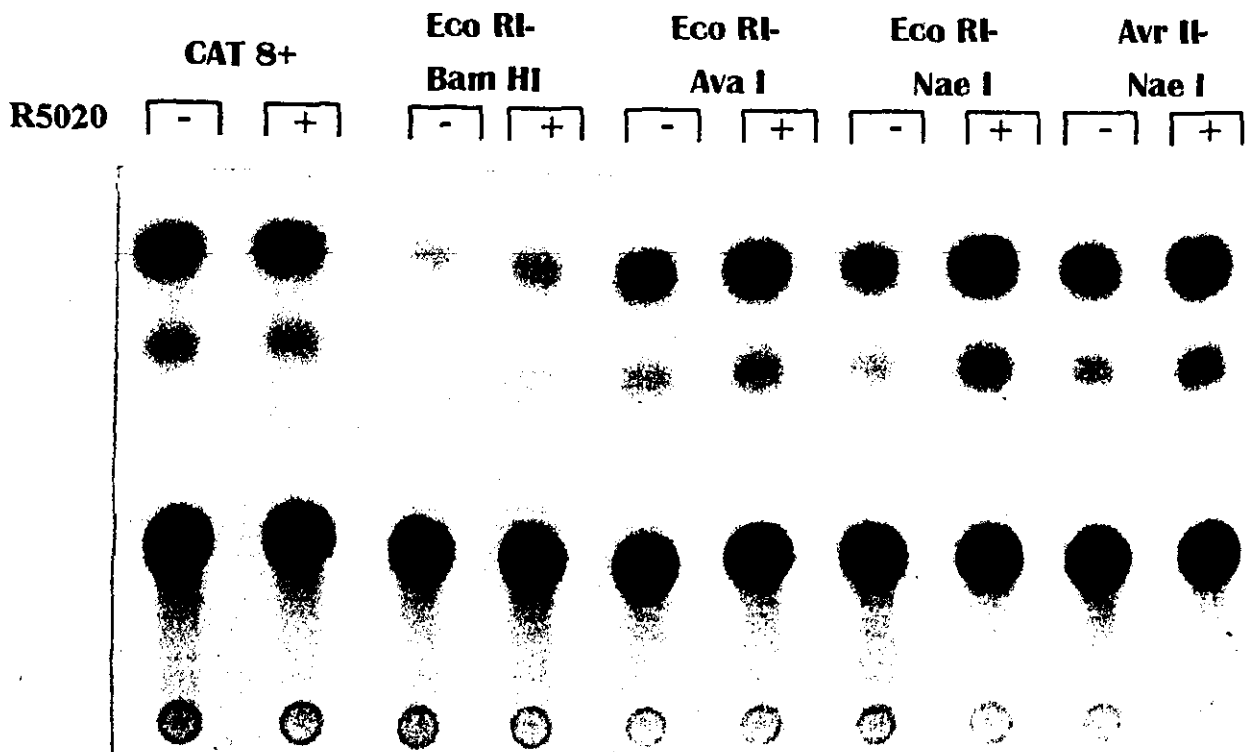 CAT 8+ Eco RI- Eco RI- Eco RI- Avr II-
Bam HI Ava I Nae I Nae I
R5020 - + - + - + - + - +